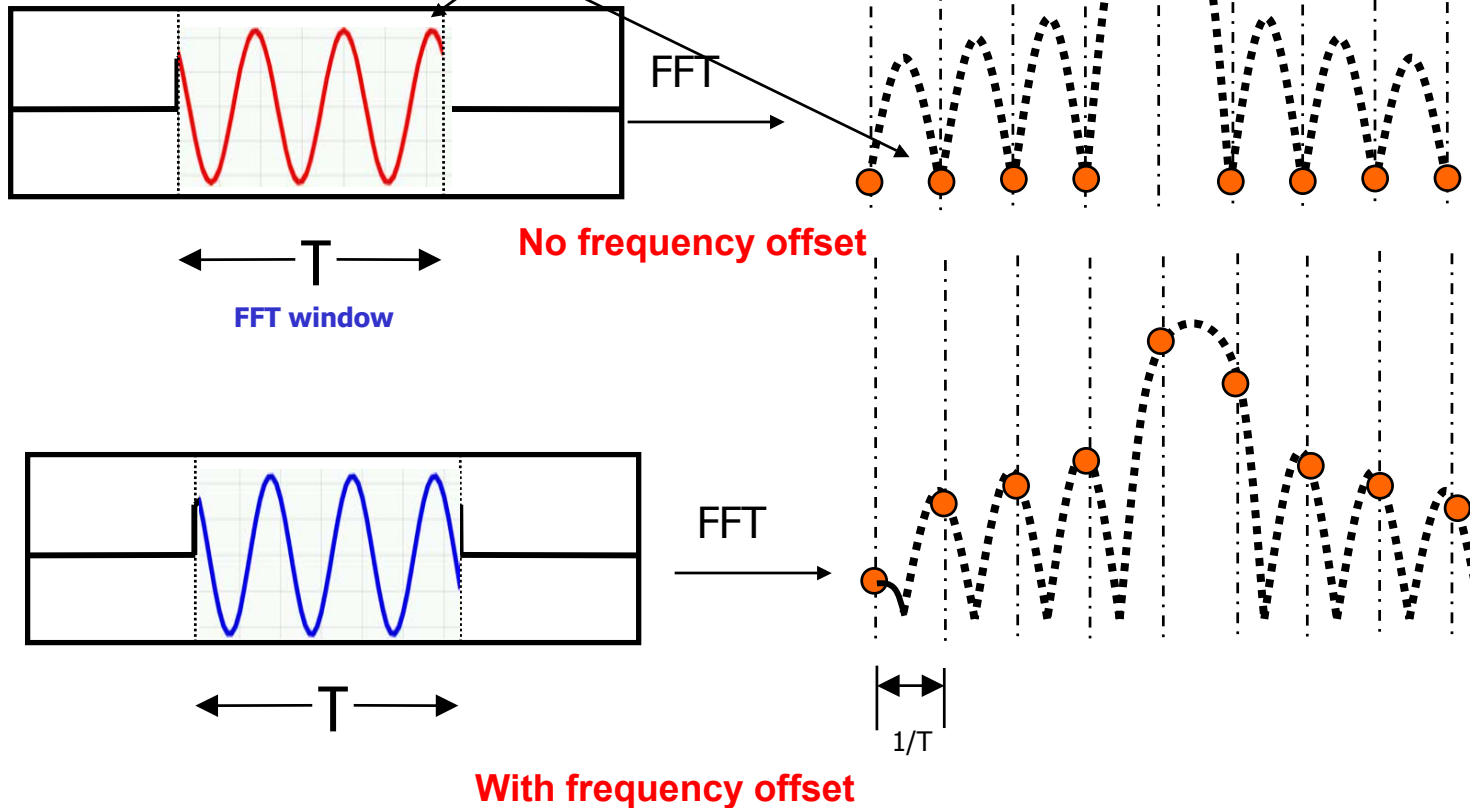 FFT
No frequency offset
T
FFT window
FFT
T
1/T
With frequency offset